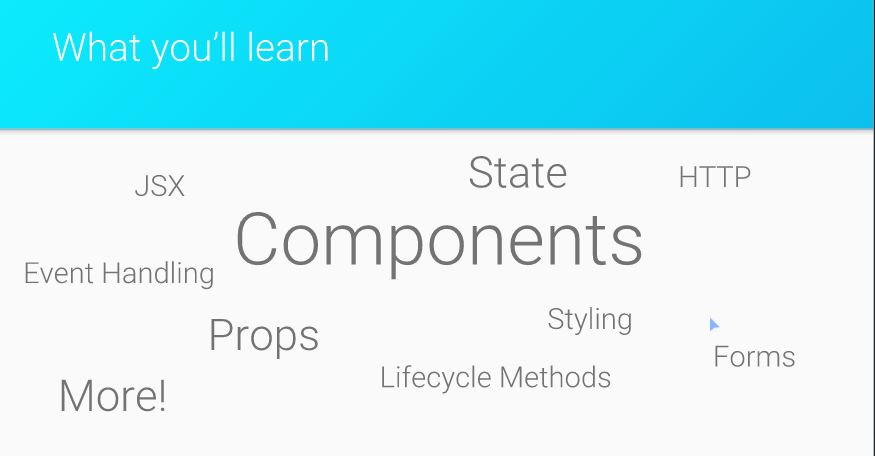 What you’ll learn
JSX
State
HTTP
Components
Event Handling
Props
Styling
Forms
Lifecycle Methods
More!